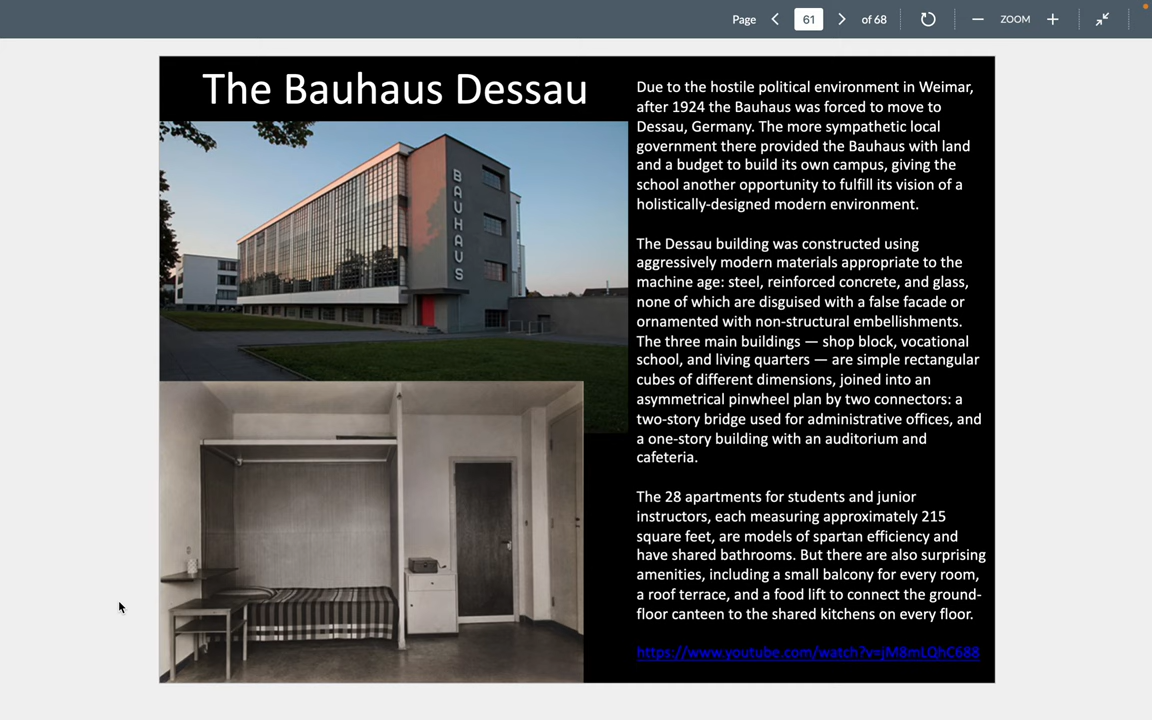 Page 61 of 68 ZOOM
The Bauhaus Dessau
BAUHAUS
Due to the hostile political environment in Weimar,
after 1924 the Bauhaus was forced to move to
Dessau, Germany. The more sympathetic local
government there provided the Bauhaus with land
and a budget to build its own campus, giving the
school another opportunity to fulfill its vision of a
holistically-designed modern environment.
The Dessau building was constructed using
aggressively modern materials appropriate to the
machine age: steel, reinforced concrete, and glass,
none of which are disguised with a false facade or
ornamented with non-structural embellishments.
The three main buildings — shop block, vocational
school, and living quarters — are simple rectangular
cubes of different dimensions, joined into an
asymmetrical pinwheel plan by two connectors: a
two-story bridge used for administrative offices, and
a one-story building with an auditorium and
cafeteria.
The 28 apartments for students and junior
instructors, each measuring approximately 215
square feet, are models of spartan efficiency and
have shared bathrooms. But there are also surprising
amenities, including a small balcony for every room,
a roof terrace, and a food lift to connect the ground-
floor canteen to the shared kitchens on every floor.
https://www.youtube.com/watch?v=jM8mLQhC688